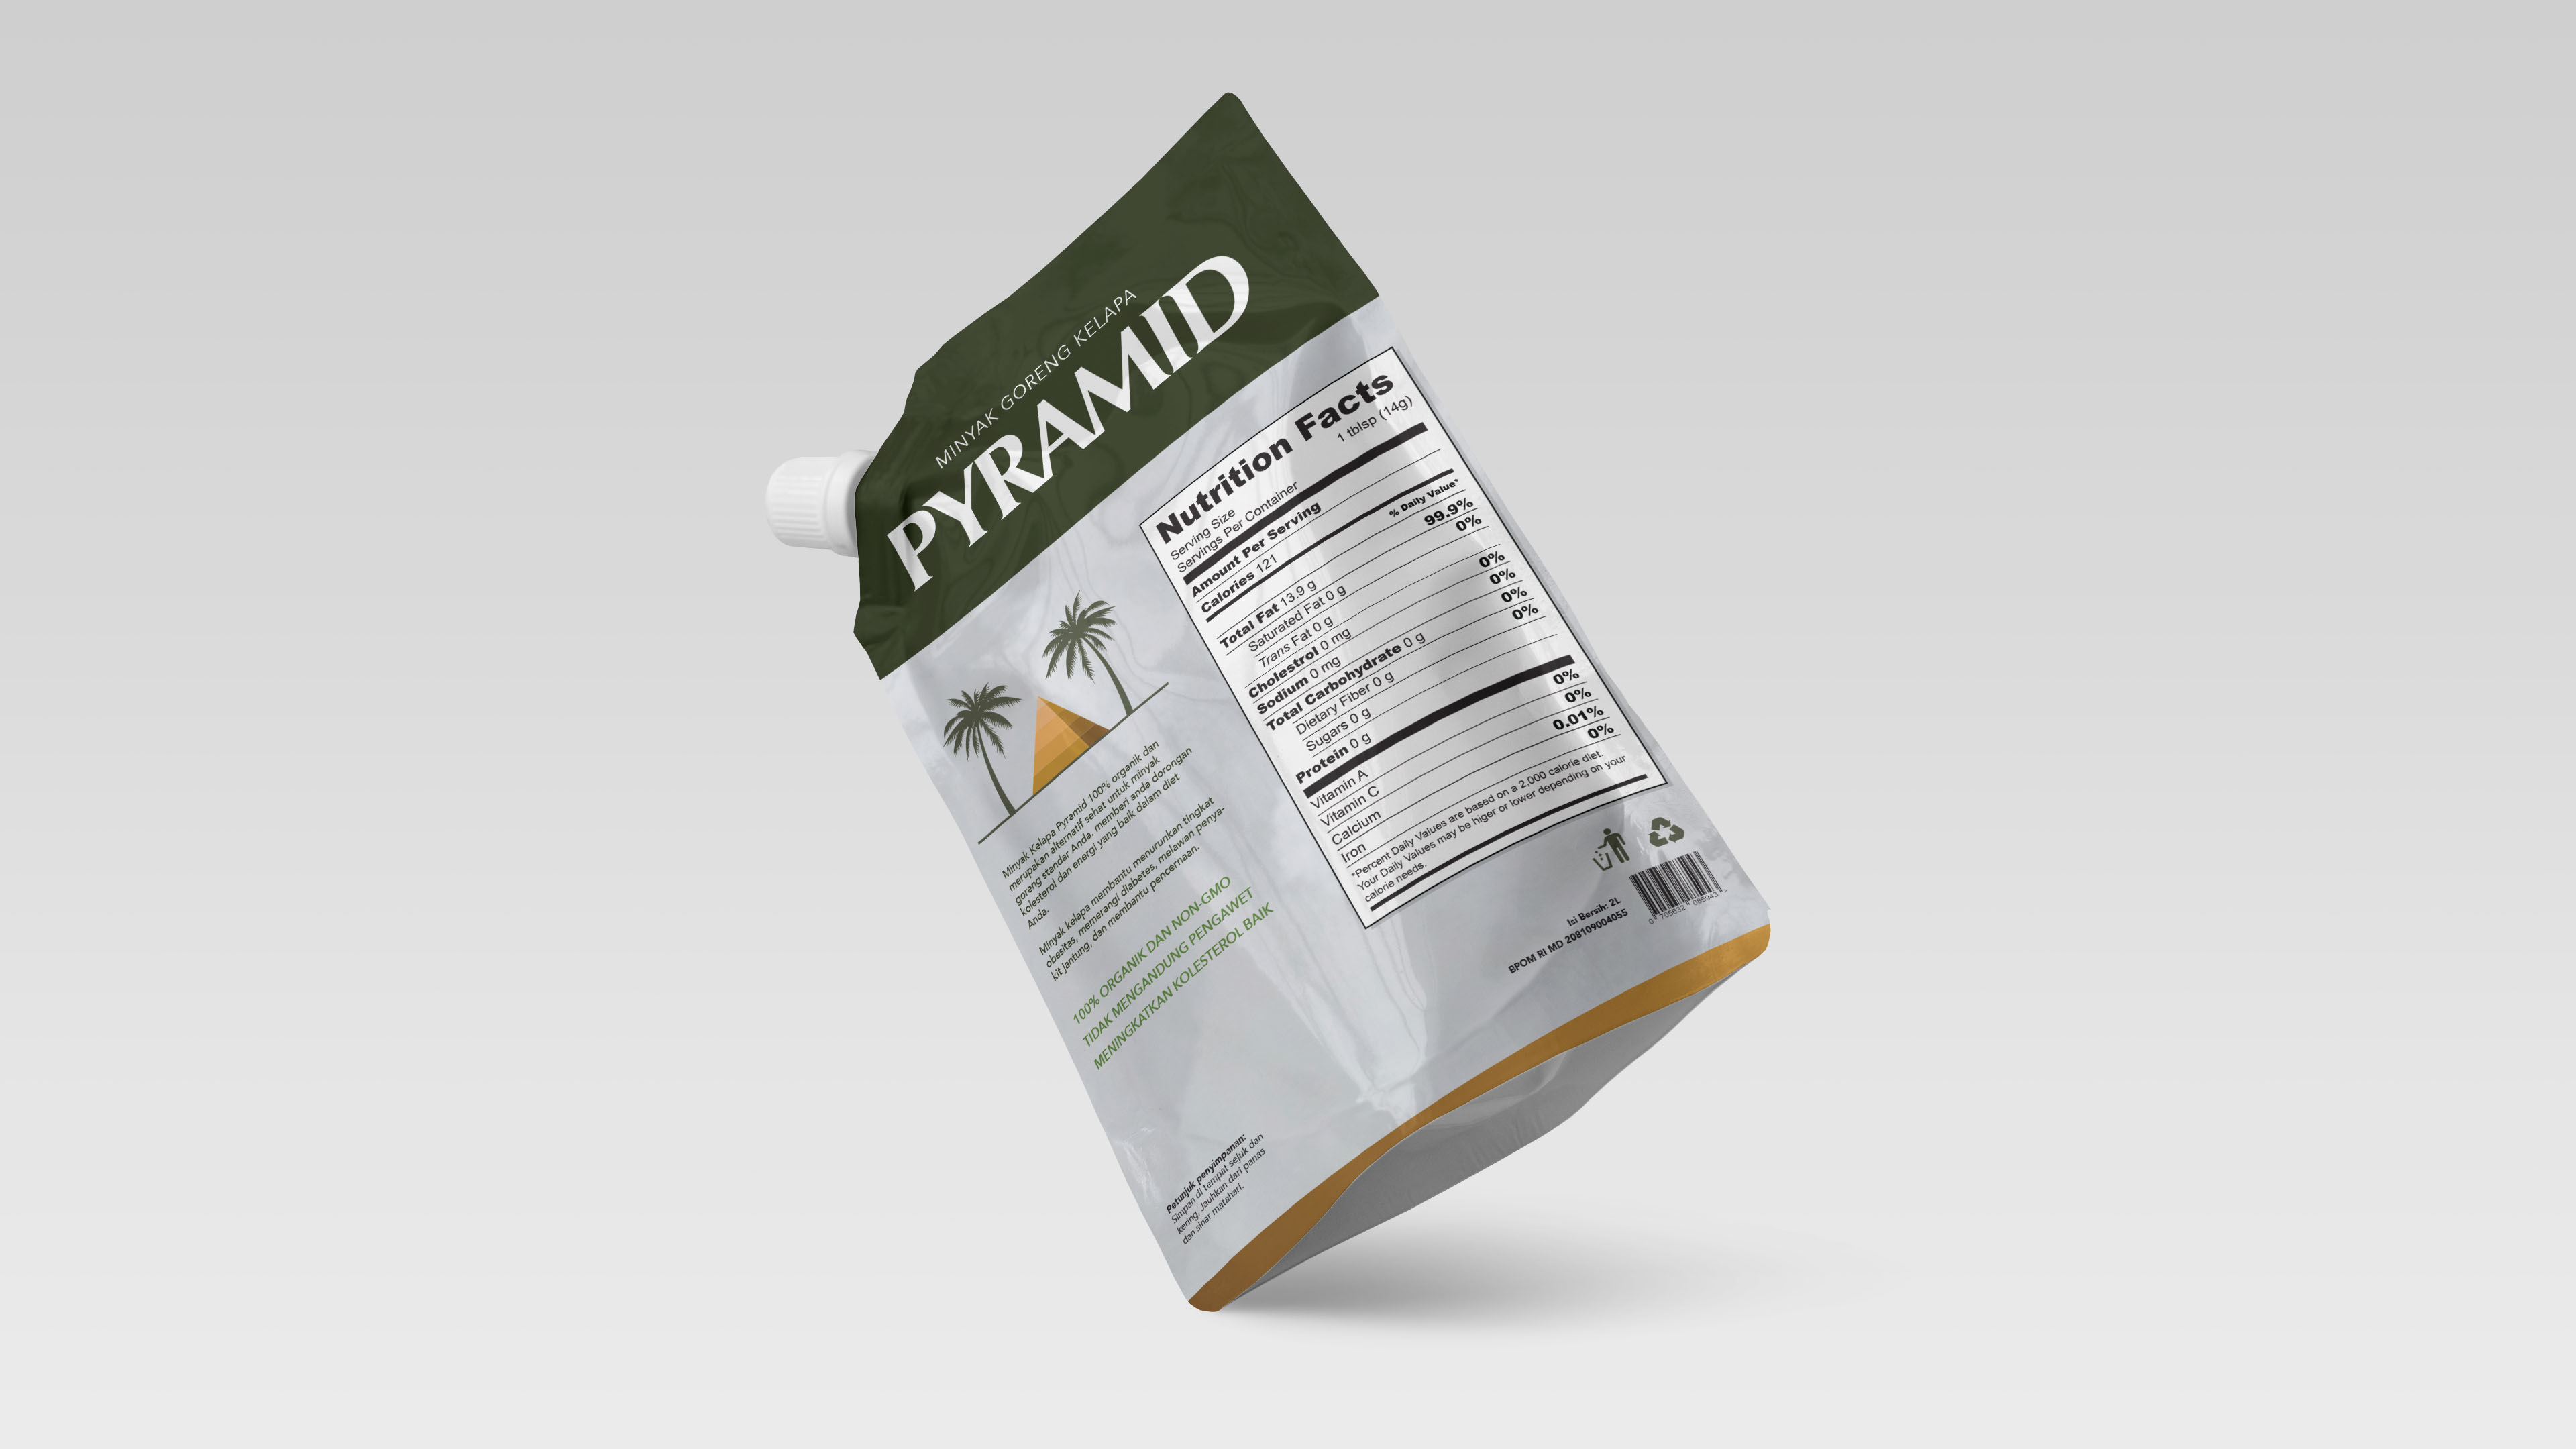 MINYAK GORENG KELAPA
PYRAMID
Minyak Kelapa Pyramid 100% organik dan
merupakan alternatif sehat untuk minyak
goreng standar Anda. memberi anda dorongan
kolesterol dan energi yang baik dalam diet
Anda.
Minyak kelapa membantu menurunkan tingkat
obesitas, memerangi diabetes, melawan penya-
kit jantung, dan membantu pencernaan.
100% ORGANIK DAN NON-GMO
TIDAK MENGANDUNG PENGAWET
MENINGKATKAN KOLESTEROL BAIK
Petunjuk penyimpanan:
Simpan di tempat sejuk dan
kering, Jauhkan dari panas
dan sinar matahari.
Nutrition Facts
Serving Size 1 tblsp (14g)
Servings Per Container
Amount Per Serving
Calories 121
% Daily Value*
Total Fat 13.9 g 99.9%
Saturated Fat 0 g 0%
Trans Fat 0 g
Cholestrol 0 mg 0%
Sodium 0 mg 0%
Total Carbohydrate 0 g 0%
Dietary Fiber 0 g 0%
Sugars 0 g
Protein 0 g
Vitamin A 0%
Vitamin C 0%
Calcium 0.01%
Iron 0%
*Percent Daily Values are based on a 2,000 calorie diet.
Your Daily Values may be higer or lower depending on your
calorie needs.
0 705632 085943 >
Isi Bersih: 2L
BPOM RI MD 208109004055